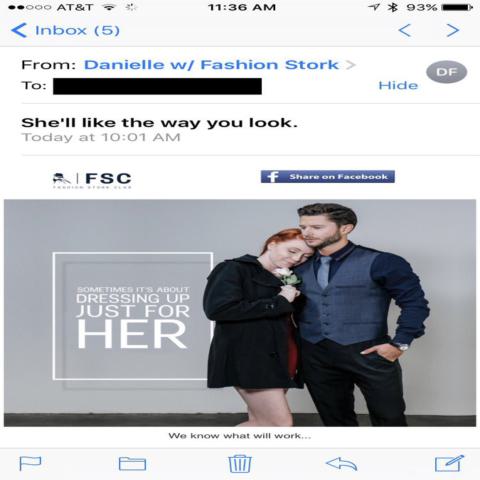 AT&T 11:36 AM 93%
Inbox (5)
From: Danielle w/ Fashion Stork
DF
To:
Hide
She'll like the way you look.
Today at 10:01 AM
FSC
FASHION STORK CLUB
f Share on Facebook
SOMETIMES IT'S ABOUT
DRESSING UP
JUST FOR
HER
We know what will work...